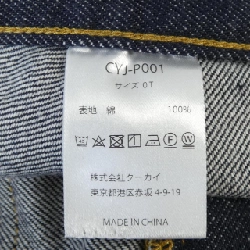 CYJ-P001
サイズ 0T
表地 綿 100%
株式会社ケーカイ
東京都港区赤坂 4-9-19
MADE IN CHINA